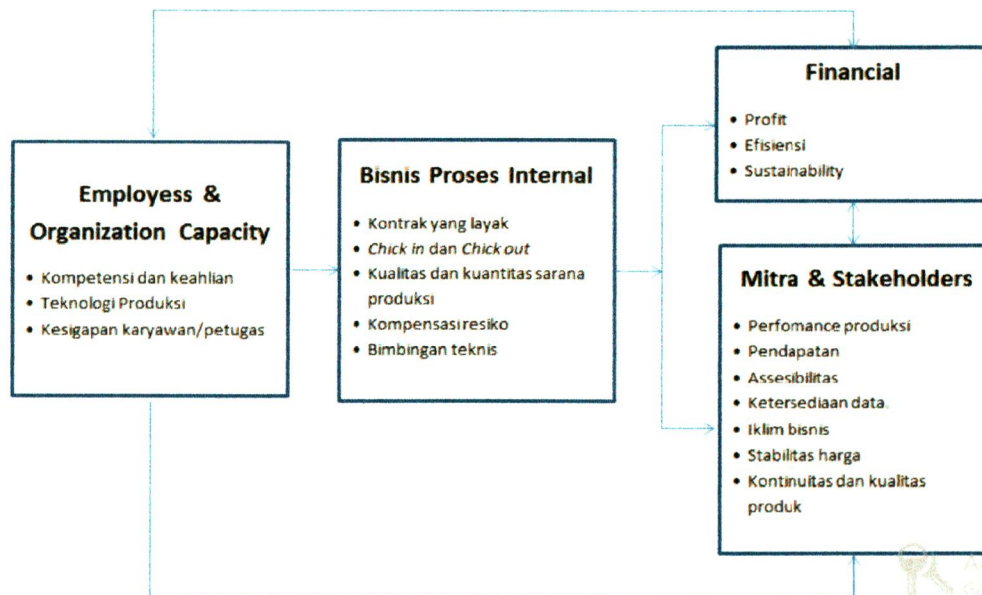 Employess &
Organization Capacity
• Kompetensi dan keahlian
• Teknologi Produksi
• Kesigapan karyawan/petugas
Bisnis Proses Internal
• Kontrak yang layak
• Chick in dan Chick out
• Kualitas dan kuantitas sarana
produksi
• Kompensasi resiko
• Bimbingan teknis
Financial
• Profit
• Efisiensi
• Sustainability
Mitra & Stakeholders
• Perfomance produksi
• Pendapatan
• Assesibilitas
• Ketersediaan data.
• Iklim bisnis
• Stabilitas harga
• Kontinuitas dan kualitas
produk